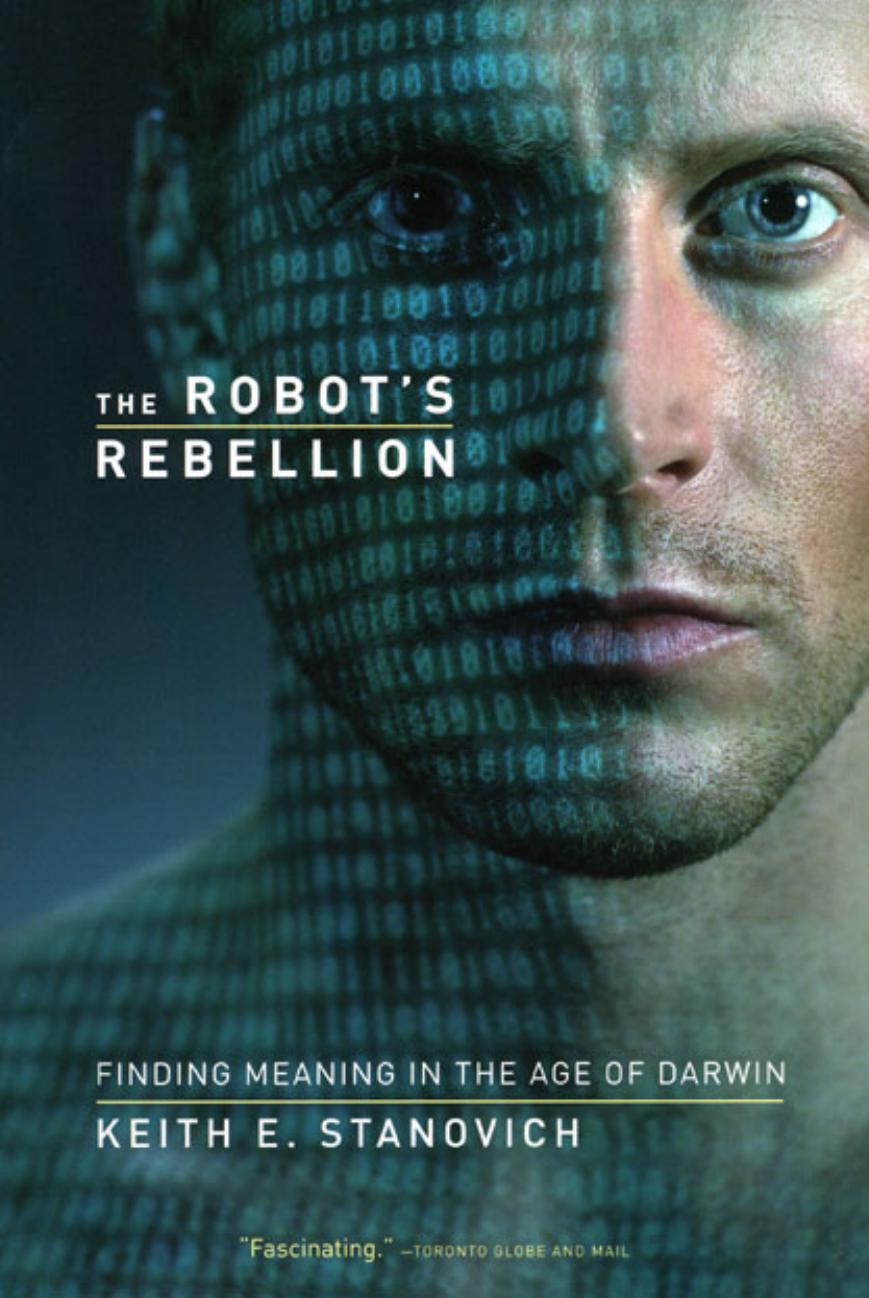 THE ROBOT'S
REBELLION
FINDING MEANING IN THE AGE OF DARWIN
KEITH E. STANOVICH
"Fascinating." —TORONTO GLOBE AND MAIL